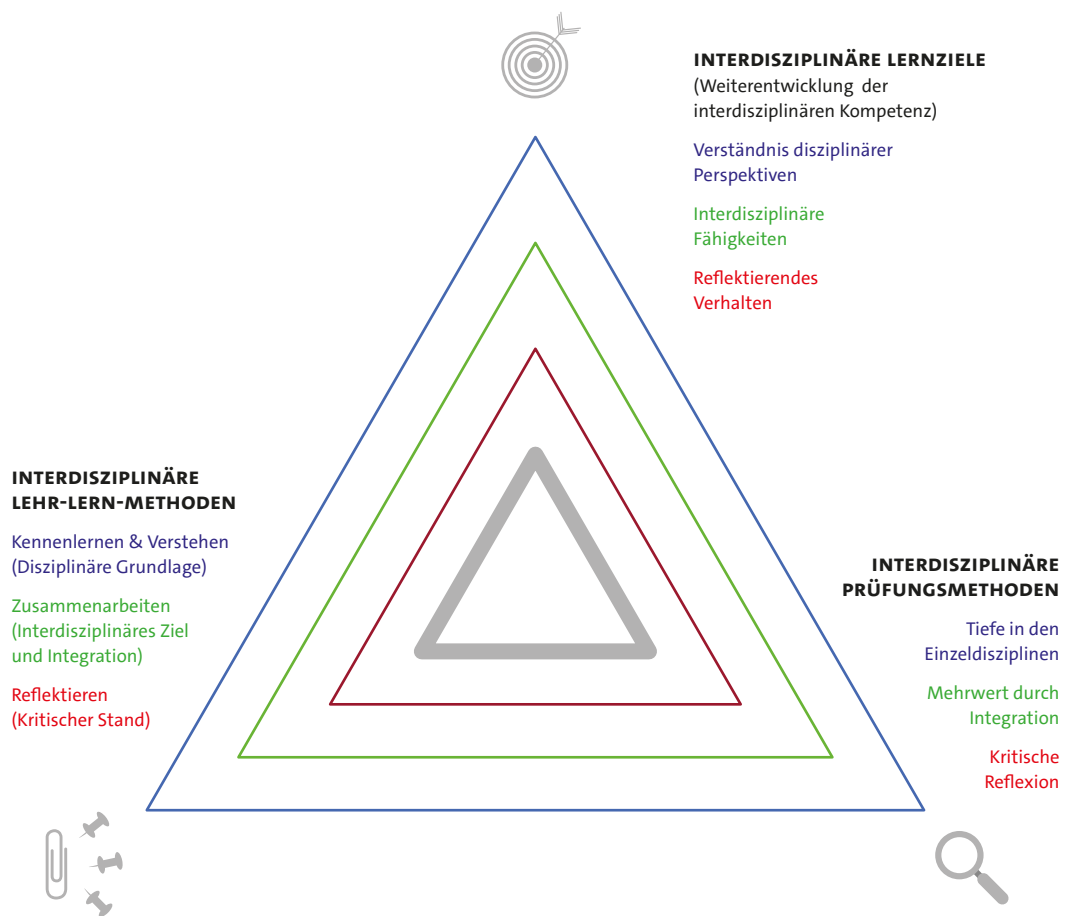 INTERDISZIPLINÄRE LERNZIELE
(Weiterentwicklung der
interdisziplinären Kompetenz)
Verständnis disziplinärer
Perspektiven
Interdisziplinäre
Fähigkeiten
Reflektierendes
Verhalten
INTERDISZIPLINÄRE
LEHR-LERN-METHODEN
Kennenlernen & Verstehen
(Disziplinäre Grundlage)
Zusammenarbeiten
(Interdisziplinäres Ziel
und Integration)
Reflektieren
(Kritischer Stand)
INTERDISZIPLINÄRE
PRÜFUNGSMETHODEN
Tiefe in den
Einzeldisziplinen
Mehrwert durch
Integration
Kritische
Reflexion